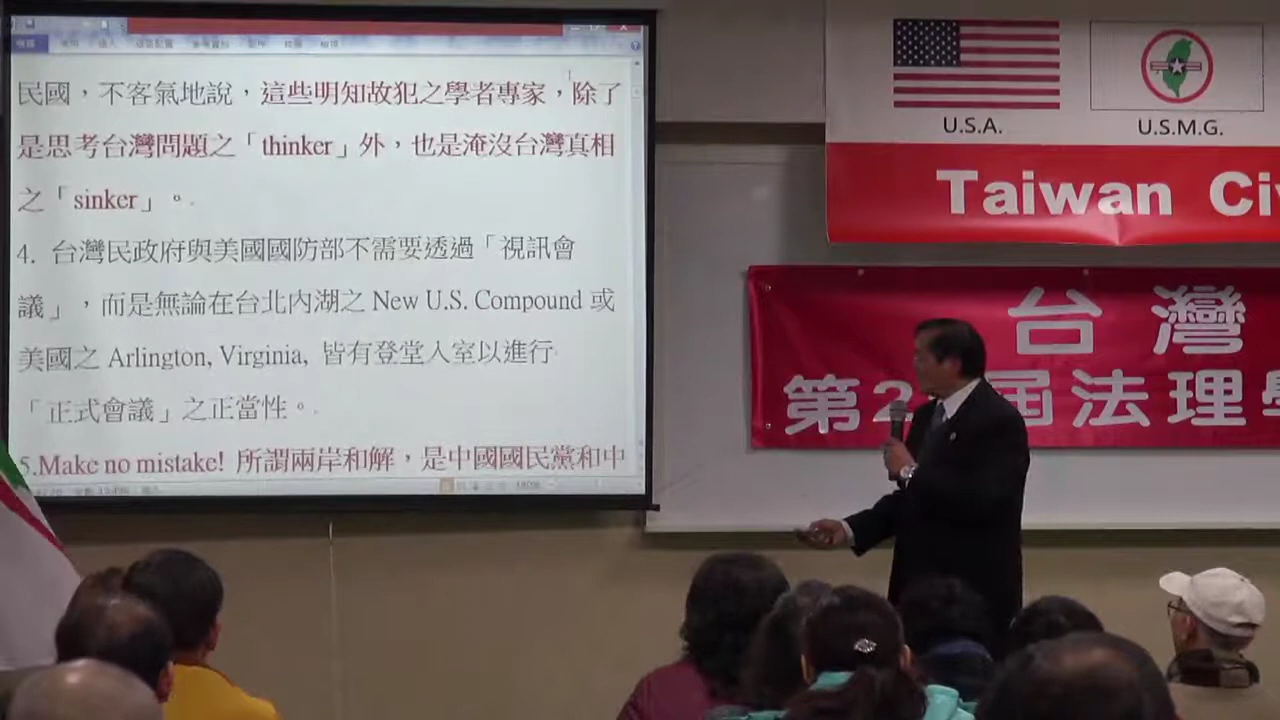 民國，不客氣地說，這些明知故犯之學者專家，除了
是思考台灣問題之「thinker」外，也是淹沒台灣真相
之「sinker」。
4. 台灣民政府與美國國防部不需要透過「視訊會
議」，而是無論在台北內湖之 New U.S. Compound 或
美國之 Arlington, Virginia, 皆有登堂入室以進行
「正式會議」之正當性。
5.Make no mistake! 所謂兩岸和解，是中國國民黨和中
U.S.A.
U.S.M.G.
Taiwan Civ
台灣
第2 屆法理學